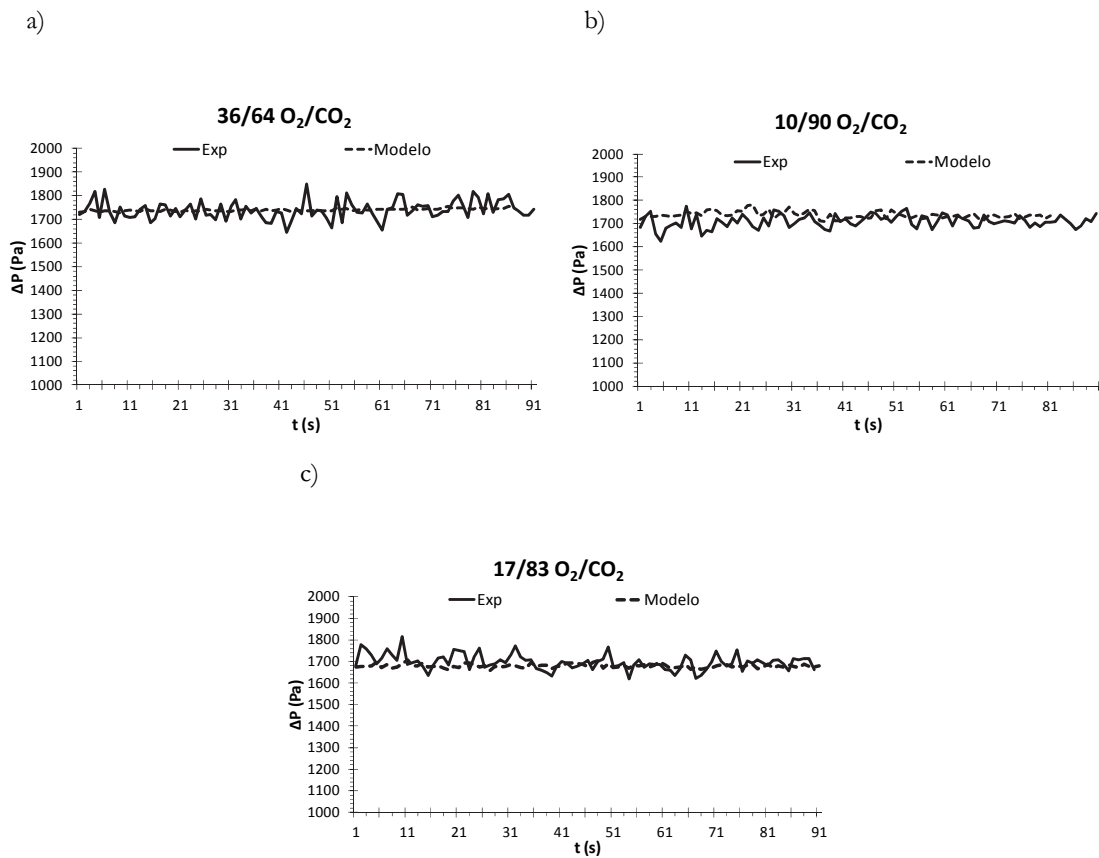 a)
36/64 O₂/CO₂
Exp Modelo
2000
1900
1800
1700
1600
1500
1400
1300
1200
1100
1000
ΔP (Pa)
1 11 21 31 41 51 61 71 81 91
t (s)
b)
10/90 O₂/CO₂
Exp Modelo
2000
1900
1800
1700
1600
1500
1400
1300
1200
1100
1000
ΔP (Pa)
1 11 21 31 41 51 61 71 81
t (s)
c)
17/83 O₂/CO₂
Exp Modelo
2000
1900
1800
1700
1600
1500
1400
1300
1200
1100
1000
ΔP (Pa)
1 11 21 31 41 51 61 71 81 91
t (s)